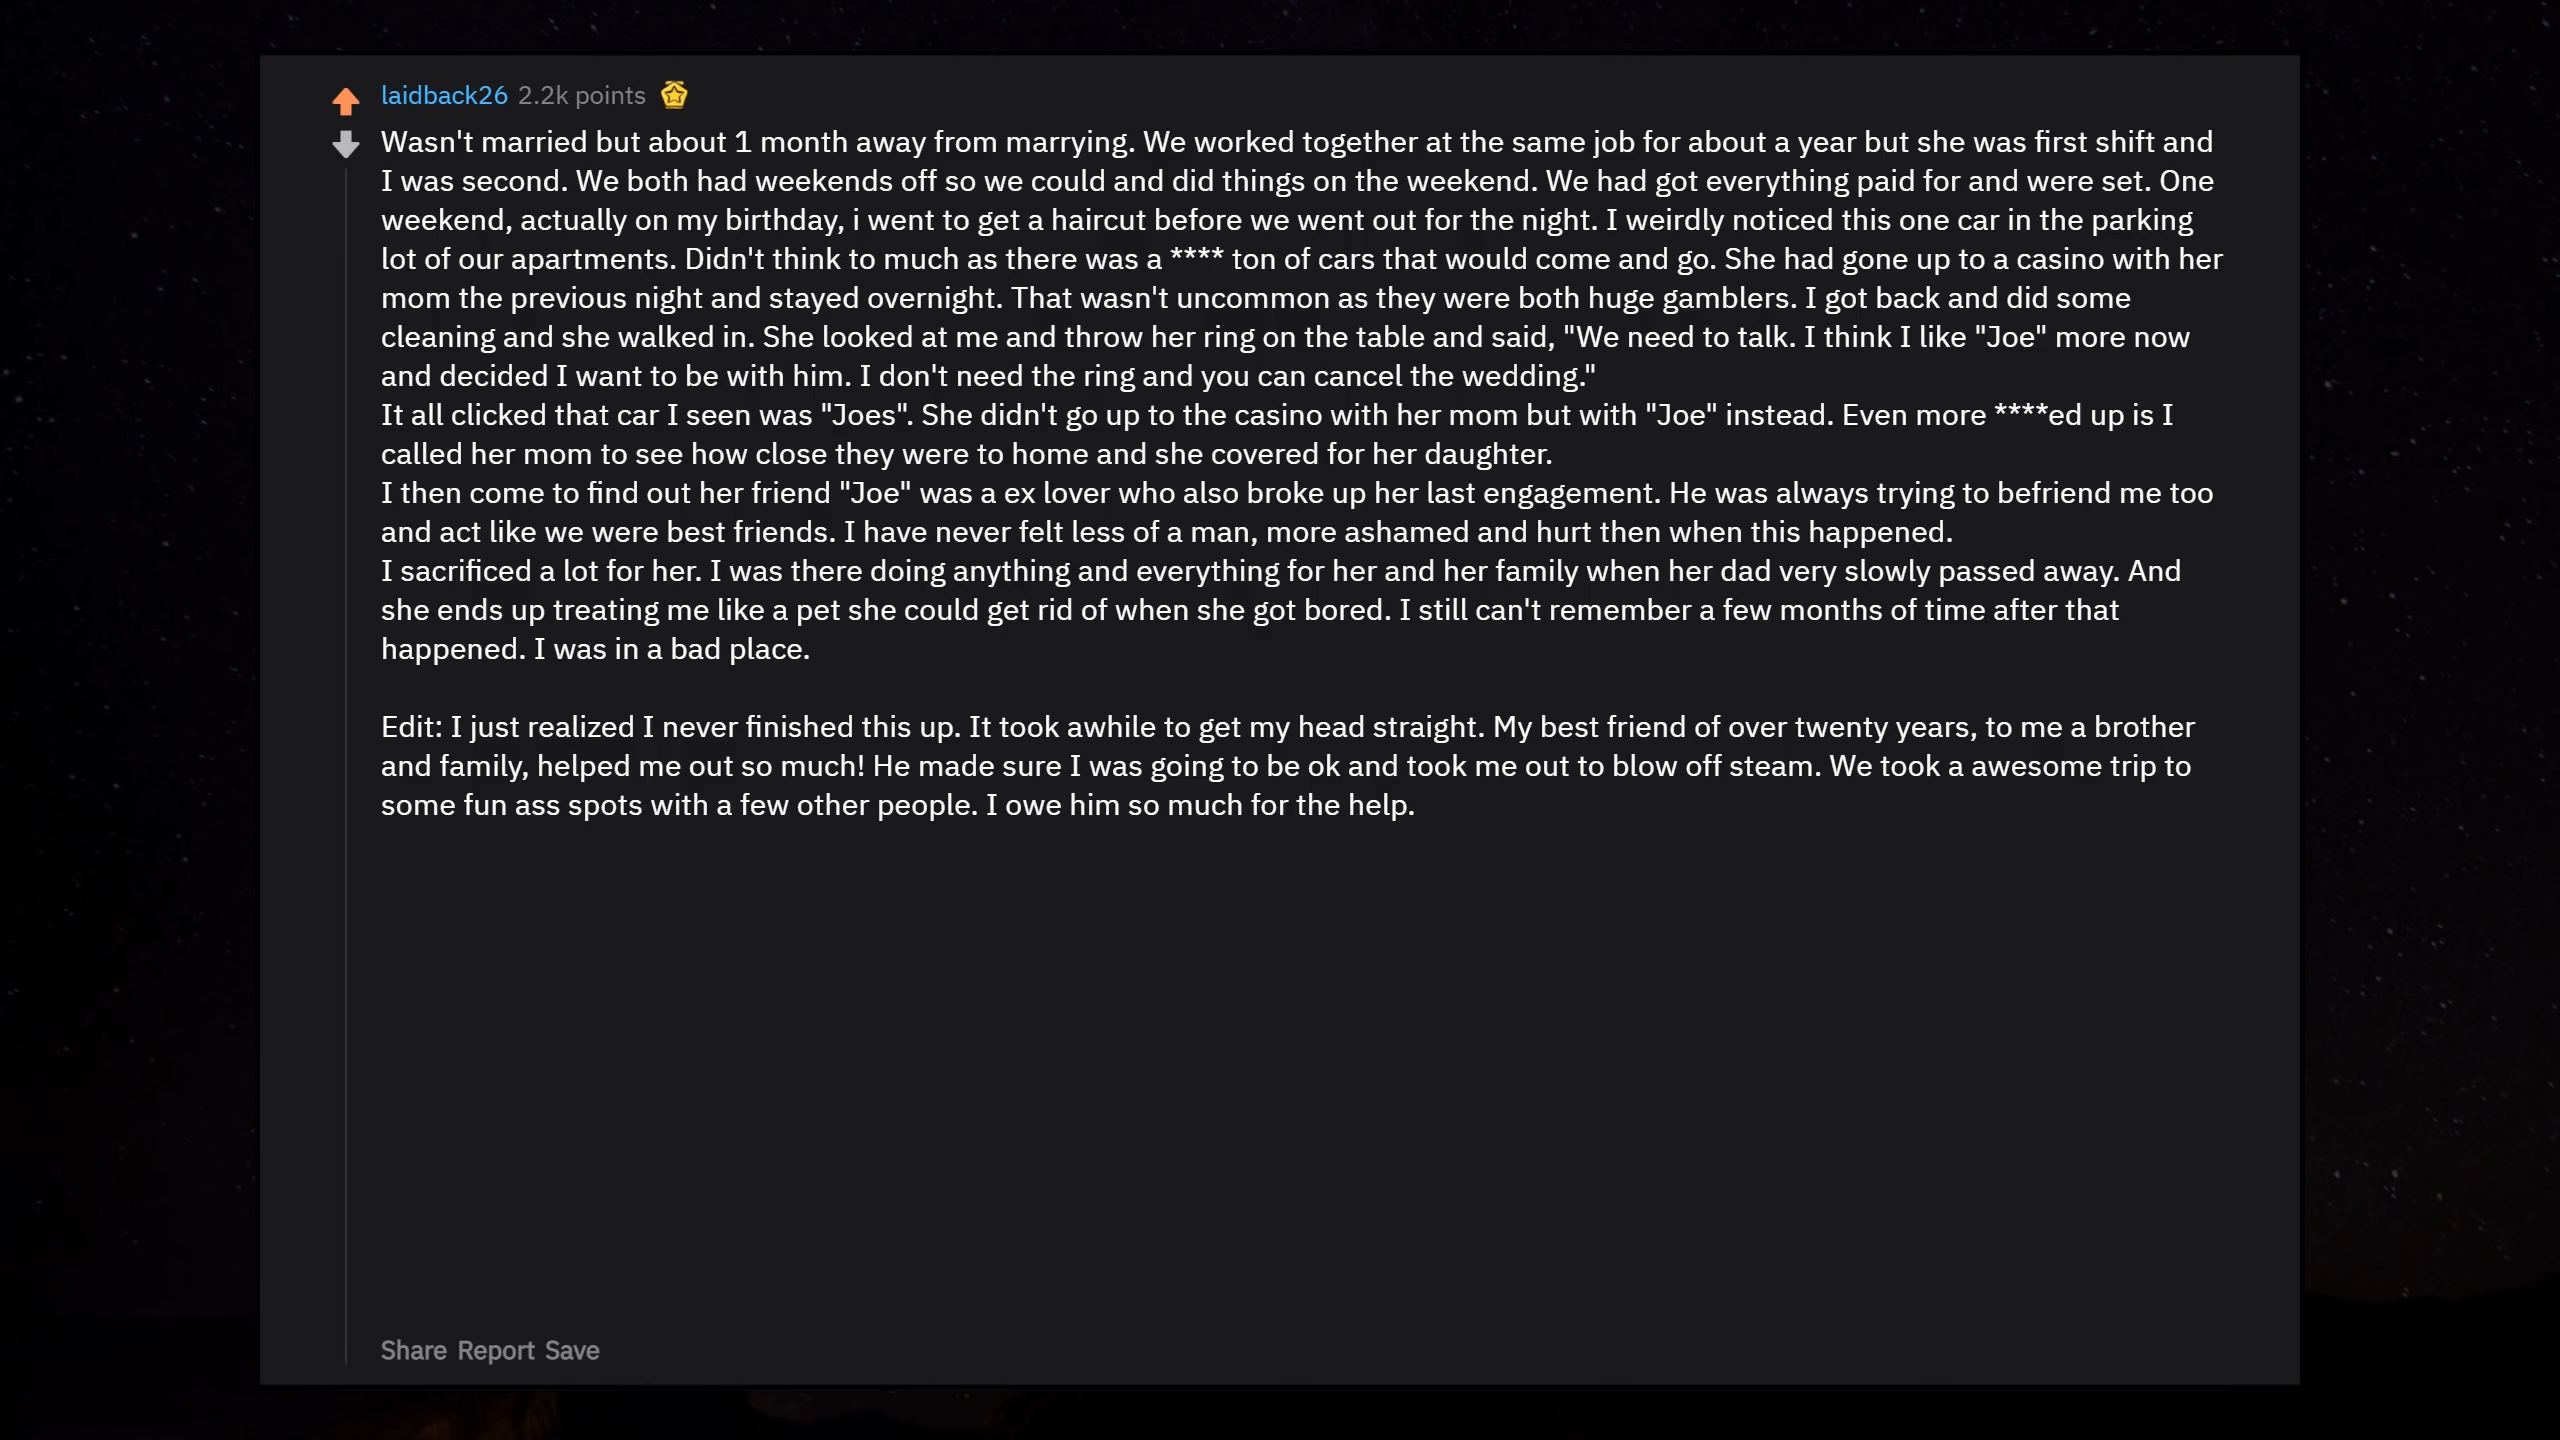 laidback26 2.2k points
Wasn't married but about 1 month away from marrying. We worked together at the same job for about a year but she was first shift and
I was second. We both had weekends off so we could and did things on the weekend. We had got everything paid for and were set. One
weekend, actually on my birthday, i went to get a haircut before we went out for the night. I weirdly noticed this one car in the parking
lot of our apartments. Didn't think to much as there was a **** ton of cars that would come and go. She had gone up to a casino with her
mom the previous night and stayed overnight. That wasn't uncommon as they were both huge gamblers. I got back and did some
cleaning and she walked in. She looked at me and throw her ring on the table and said, "We need to talk. I think I like "Joe" more now
and decided I want to be with him. I don't need the ring and you can cancel the wedding."
It all clicked that car I seen was "Joes". She didn't go up to the casino with her mom but with "Joe" instead. Even more ****ed up is I
called her mom to see how close they were to home and she covered for her daughter.
I then come to find out her friend "Joe" was a ex lover who also broke up her last engagement. He was always trying to befriend me too
and act like we were best friends. I have never felt less of a man, more ashamed and hurt then when this happened.
I sacrificed a lot for her. I was there doing anything and everything for her and her family when her dad very slowly passed away. And
she ends up treating me like a pet she could get rid of when she got bored. I still can't remember a few months of time after that
happened. I was in a bad place.
Edit: I just realized I never finished this up. It took awhile to get my head straight. My best friend of over twenty years, to me a brother
and family, helped me out so much! He made sure I was going to be ok and took me out to blow off steam. We took a awesome trip to
some fun ass spots with a few other people. I owe him so much for the help.
Share Report Save